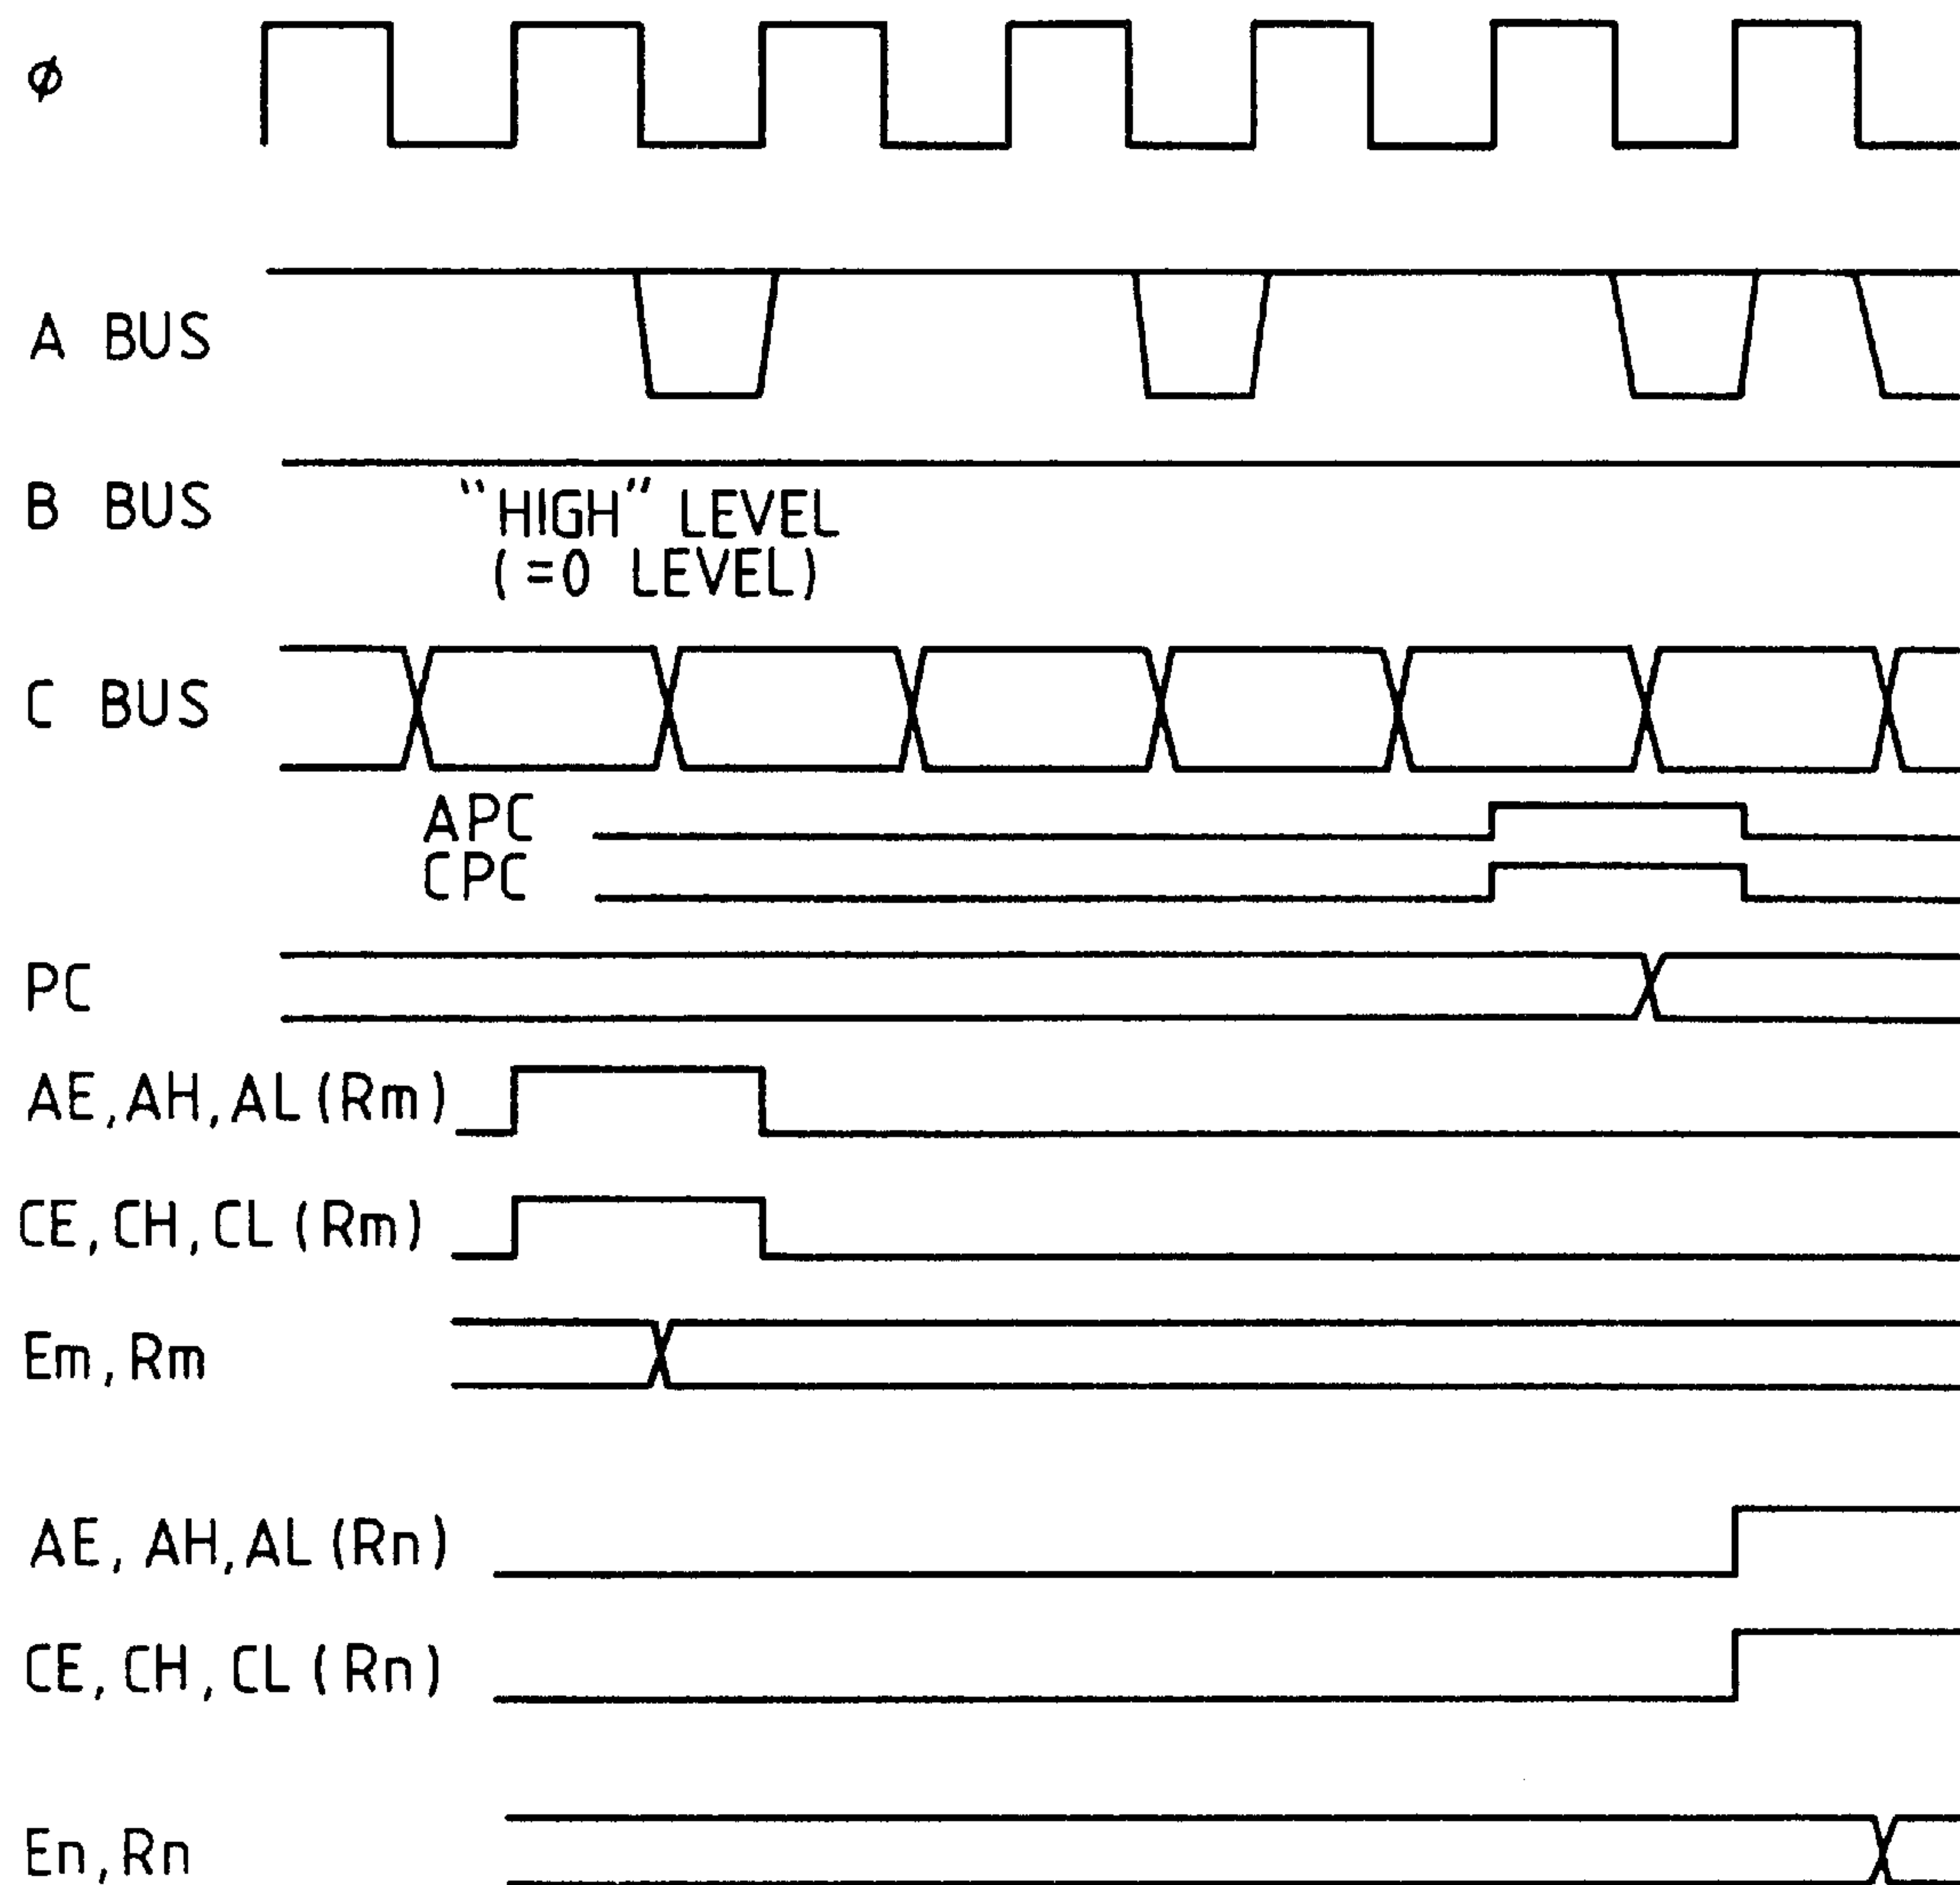 φ
A BUS
B BUS
"HIGH" LEVEL
(=0 LEVEL)
C BUS
APC
CPC
PC
AE,AH,AL(Rm)
CE,CH,CL(Rm)
Em,Rm
AE,AH,AL(Rn)
CE,CH,CL(Rn)
En,Rn